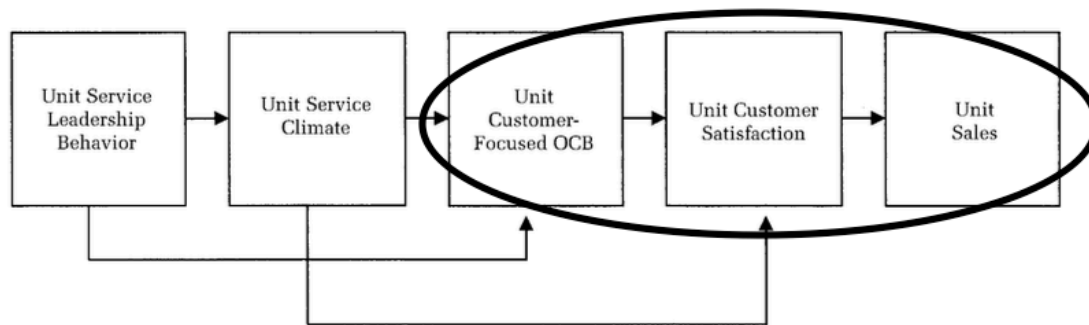 Unit Service
Leadership
Behavior
Unit Service
Climate
Unit
Customer-
Focused OCB
Unit Customer
Satisfaction
Unit
Sales